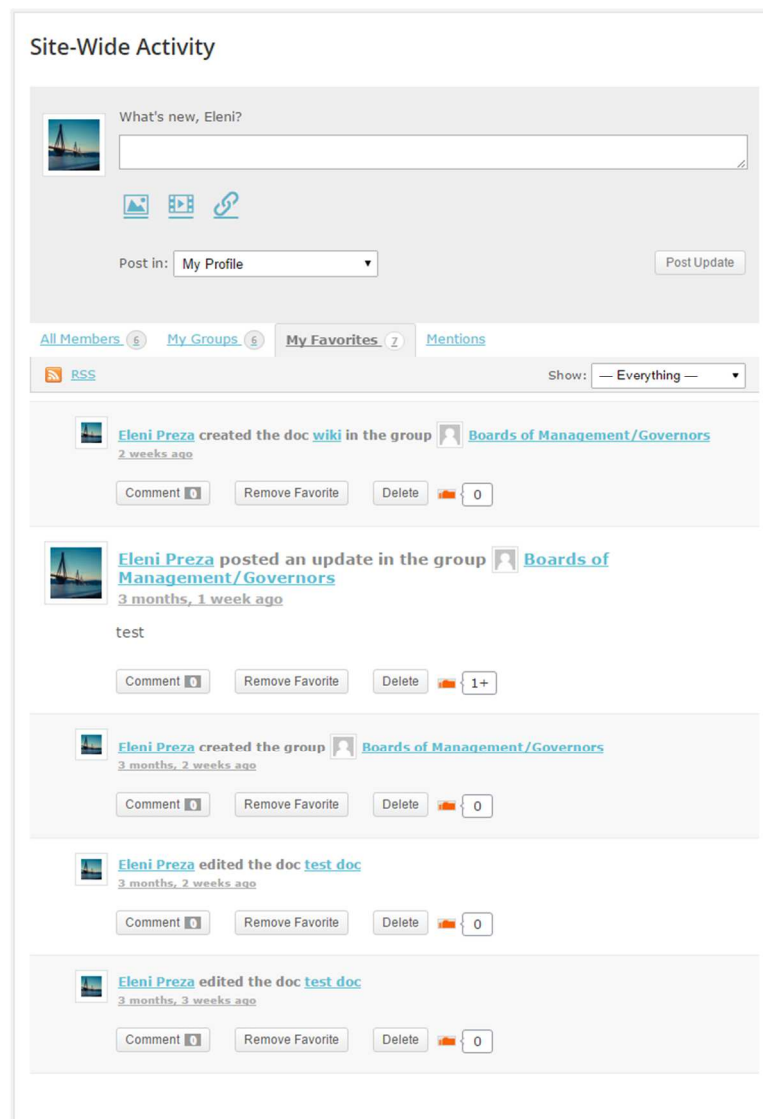 Site-Wide Activity
What's new, Eleni?
Post in: My Profile Post Update
All Members 6 My Groups 6 My Favorites 7 Mentions
RSS Show: — Everything —
Eleni Preza created the doc wiki in the group Boards of Management/Governors
2 weeks ago
Comment 0 Remove Favorite Delete 0
Eleni Preza posted an update in the group Boards of
Management/Governors
3 months, 1 week ago
test
Comment 0 Remove Favorite Delete 1+
Eleni Preza created the group Boards of Management/Governors
3 months, 2 weeks ago
Comment 0 Remove Favorite Delete 0
Eleni Preza edited the doc test doc
3 months, 2 weeks ago
Comment 0 Remove Favorite Delete 0
Eleni Preza edited the doc test doc
3 months, 3 weeks ago
Comment 0 Remove Favorite Delete 0